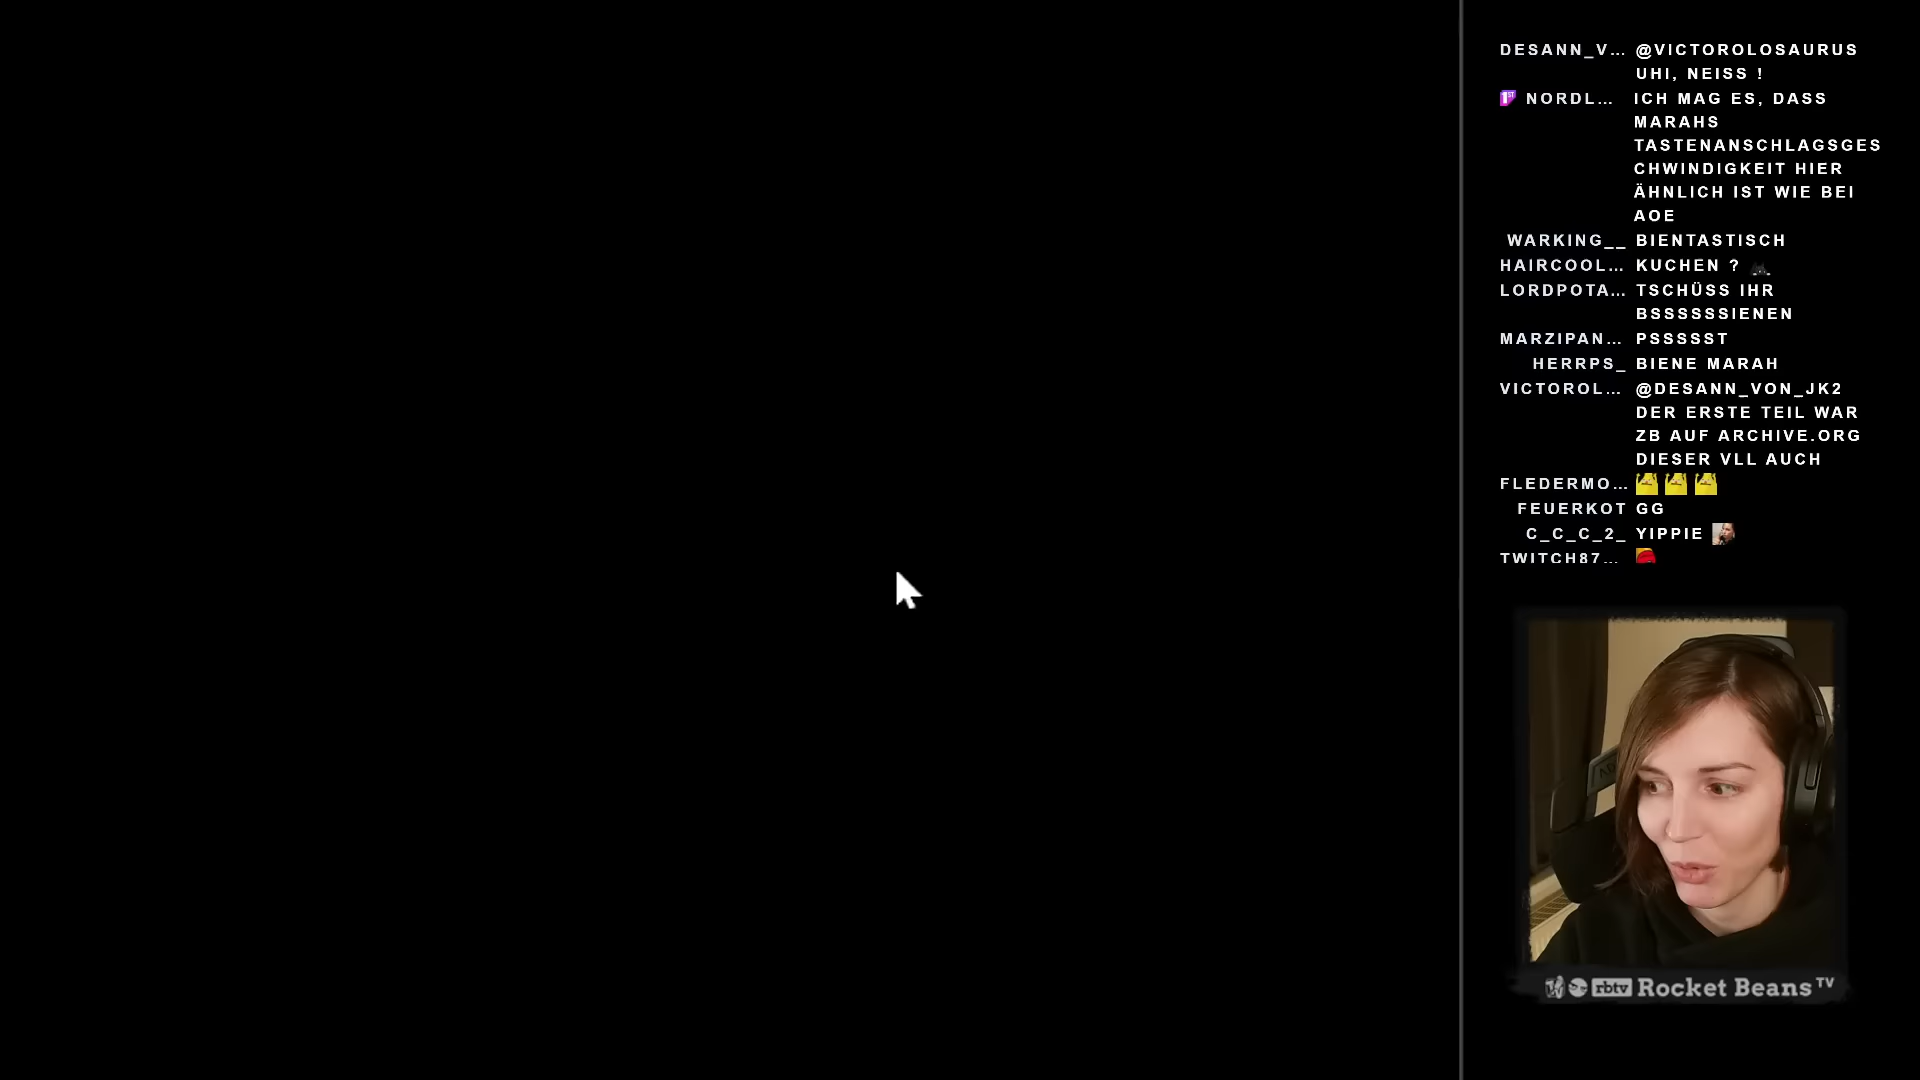 DESANN_V... @VICTOROLOSAURUS
UHI, NEISS !
NORDL... ICH MAG ES, DASS
MARAHS
TASTENANSCHLAGSGES
CHWINDIGKEIT HIER
ÄHNLICH IST WIE BEI
AOE
WARKING__ BIENTASTISCH
HAIRCOOL... KUCHEN ?
LORDPOTA... TSCHÜSS IHR
BSSSSSSIENEN
MARZIPAN... PSSSSST
HERRPS_ BIENE MARAH
VICTOROL... @DESANN_VON_JK2
DER ERSTE TEIL WAR
ZB AUF ARCHIVE.ORG
DIESER VLL AUCH
FLEDERMO...
FEUERKOT GG
C_C_C_2_ YIPPIE
TWITCH87...
rbtv Rocket Beans TV